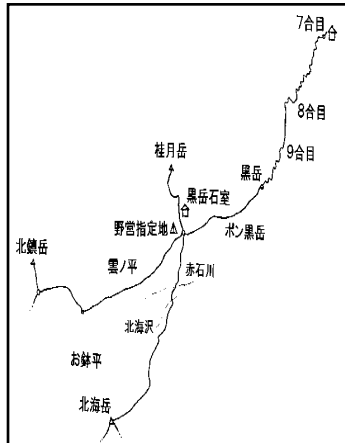 7合目
8合目
9合目
桂月岳
黒岳
黒岳石室
野営指定地
ポン黒岳
北鎮岳
雲ノ平
赤石川
北海沢
お鉢平
北海岳